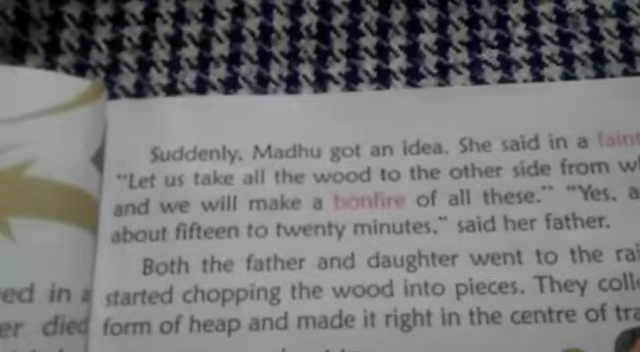 Suddenly, Madhu got an idea. She said in a
"Let us take all the wood to the other side from
and we will make a bonfire of all these." "Yes,
about fifteen to twenty minutes," said her father.
Both the father and daughter went to the
started chopping the wood into pieces. They
form of heap and made it right in the centre of
ed in a
er died